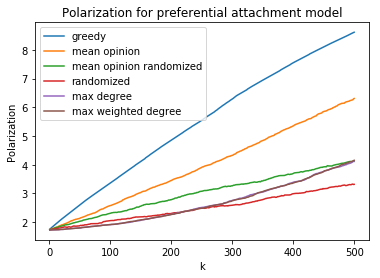 Polarization for preferential attachment model
greedy
mean opinion
mean opinion randomized
randomized
max degree
max weighted degree
Polarization
8
7
6
5
4
3
2
0
100
200
300
400
500
k